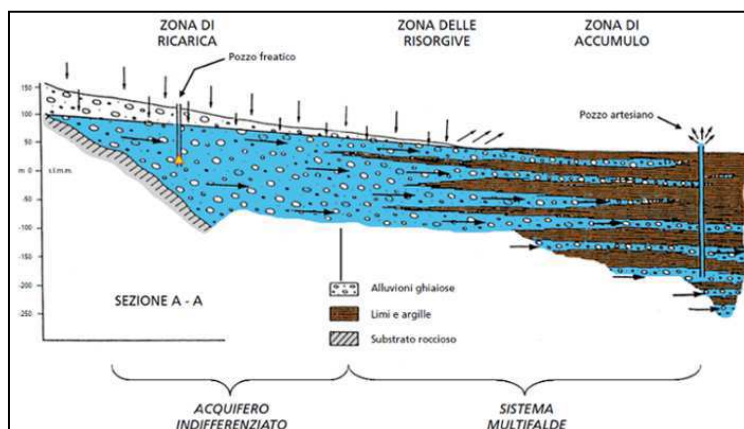 ZONA DI
RICARICA
ZONA DELLE
RISORGIVE
ZONA DI
ACCUMULO
Pozzo freatico
Pozzo artesiano
150
100
50
m 0 s.l.m.m.
-50
-100
-150
-200
-250
SEZIONE A - A
Alluvioni ghiaiose
Limi e argille
Substrato roccioso
ACQUIFERO
INDIFFERENZIATO
SISTEMA
MULTIFALDE